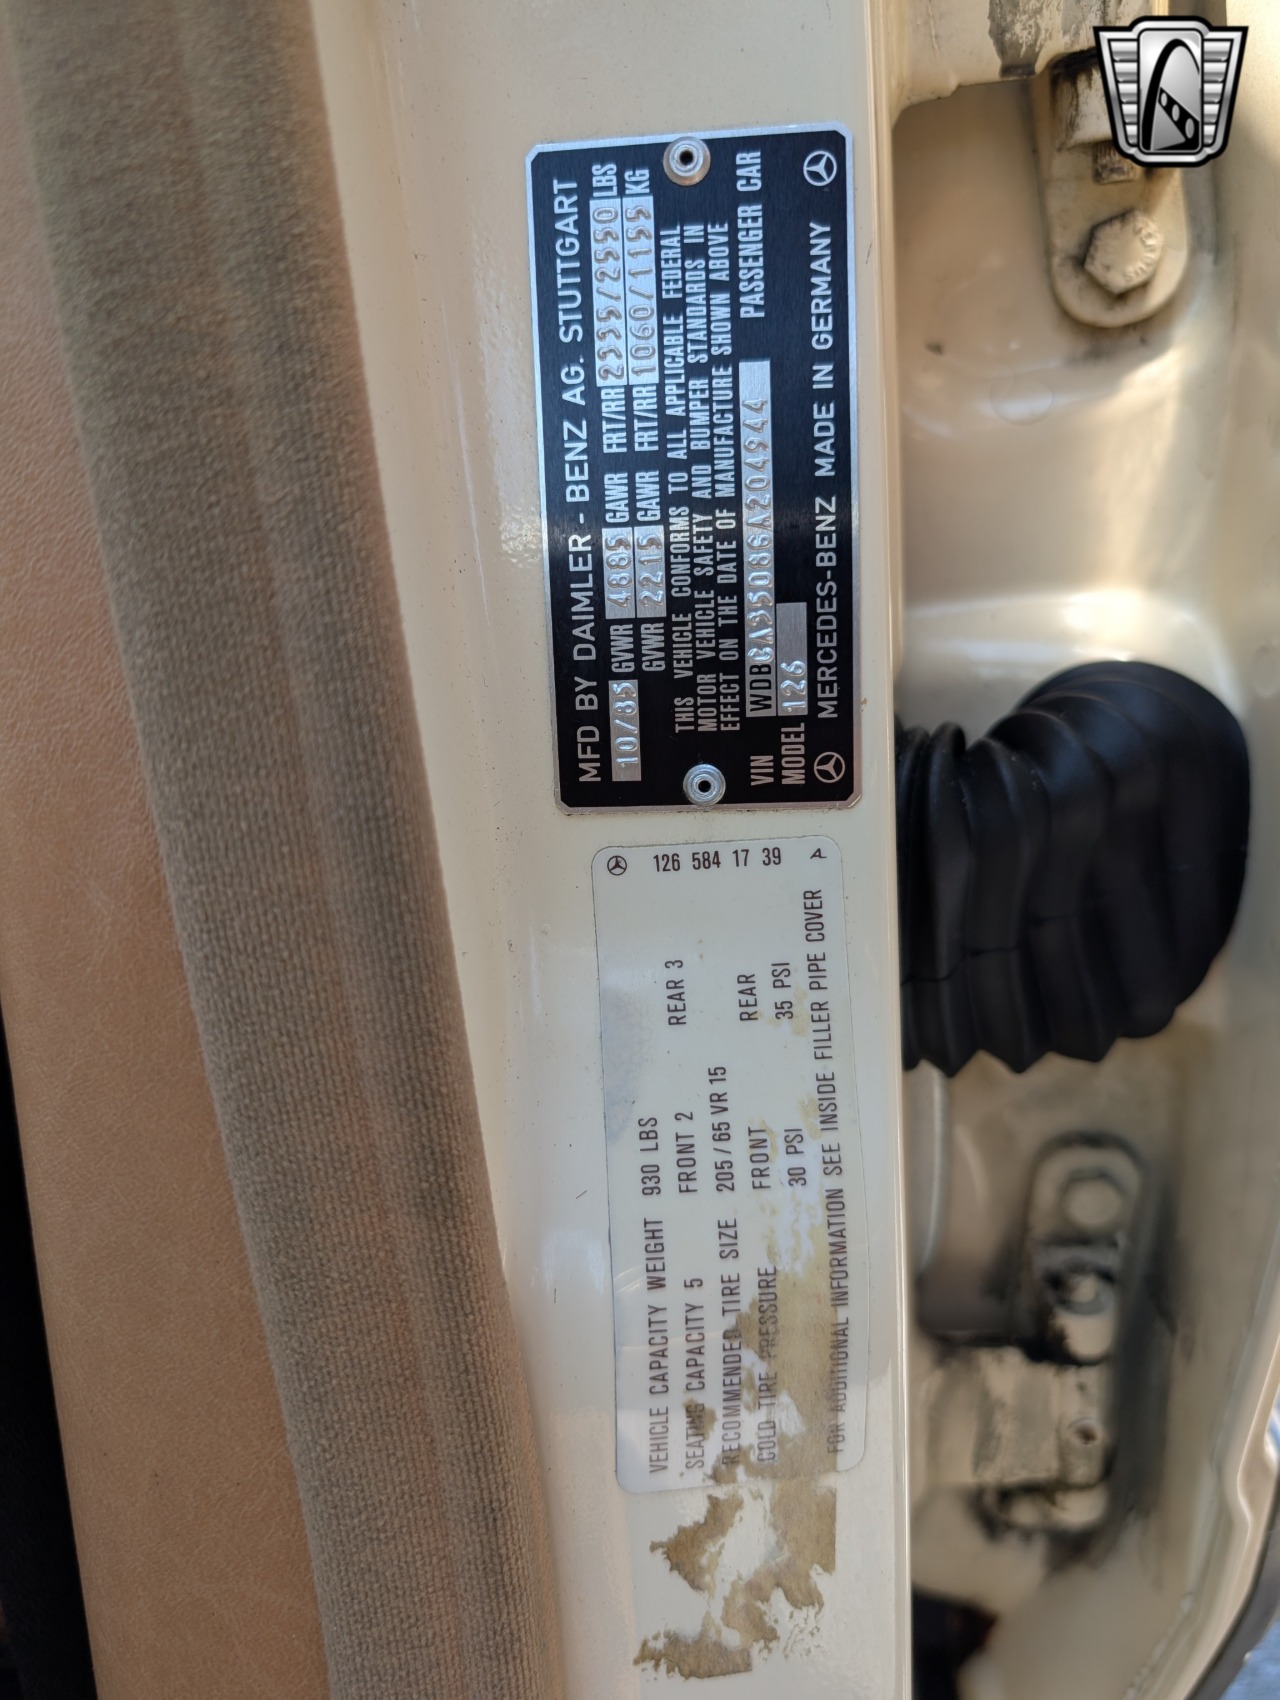 MFD BY DAIMLER - BENZ AG. STUTTGART
10/85 GVWR 4885 GAWR FRT/RR 2335/2550 LBS
GVWR 2215 GAWR FRT/RR 1060/1155 KG
THIS VEHICLE CONFORMS TO ALL APPLICABLE FEDERAL
MOTOR VEHICLE SAFETY AND BUMPER STANDARDS IN
EFFECT ON THE DATE OF MANUFACTURE SHOWN ABOVE
VIN WDBCA35D8GA204944 PASSENGER CAR
MODEL 126
MERCEDES-BENZ MADE IN GERMANY
126 584 17 39 A
VEHICLE CAPACITY WEIGHT 930 LBS
SEATING CAPACITY 5 FRONT 2 REAR 3
RECOMMENDED TIRE SIZE 205/65 VR 15
COLD TIRE PRESSURE FRONT REAR
30 PSI 35 PSI
FOR ADDITIONAL INFORMATION SEE INSIDE FILLER PIPE COVER